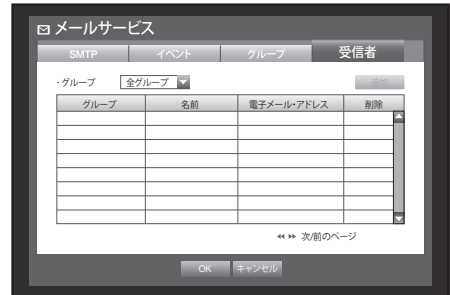 メールサービス
SMTP イベント グループ 受信者
・グループ 全グループ 追加
グループ 名前 電子メール・アドレス 削除
次/前のページ
OK キャンセル